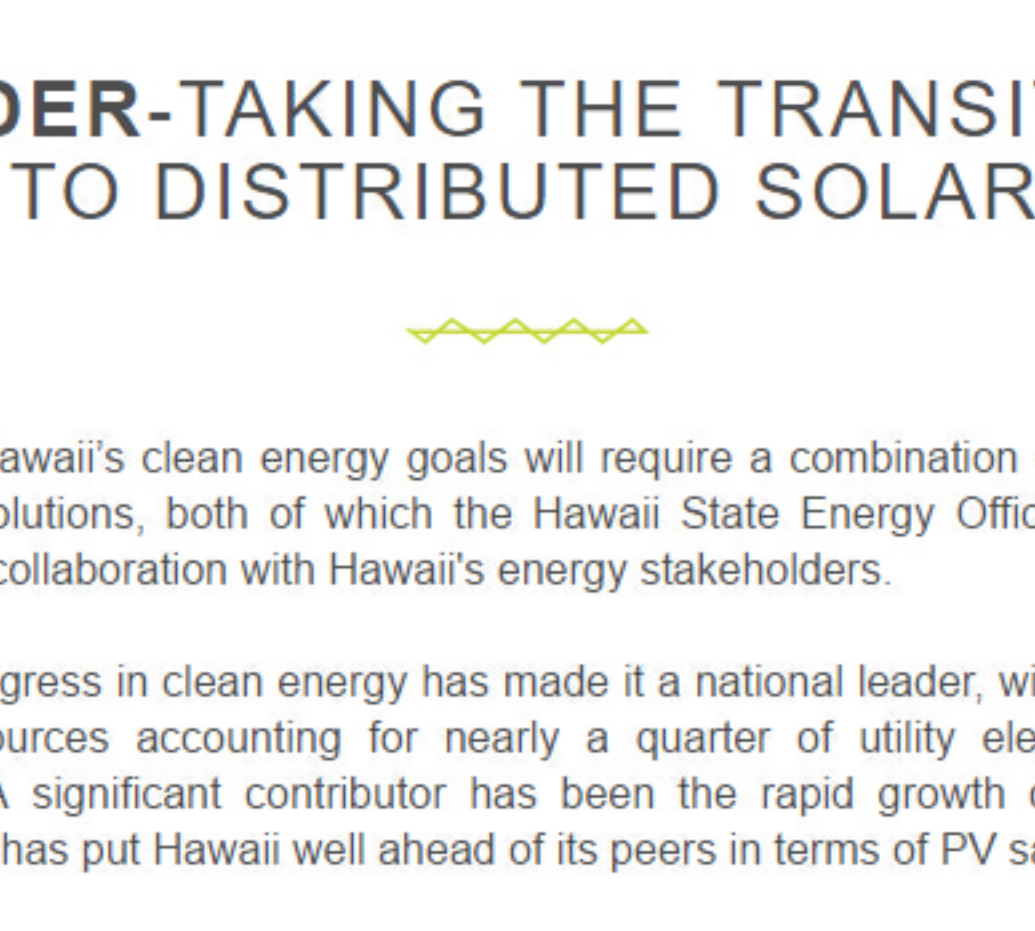 DER-TAKING THE TRANSIT
TO DISTRIBUTED SOLAR
awaii’s clean energy goals will require a combination
olutions, both of which the Hawaii State Energy Offic
collaboration with Hawaii's energy stakeholders.
gress in clean energy has made it a national leader, wi
ources accounting for nearly a quarter of utility ele
A significant contributor has been the rapid growth
has put Hawaii well ahead of its peers in terms of PV sa